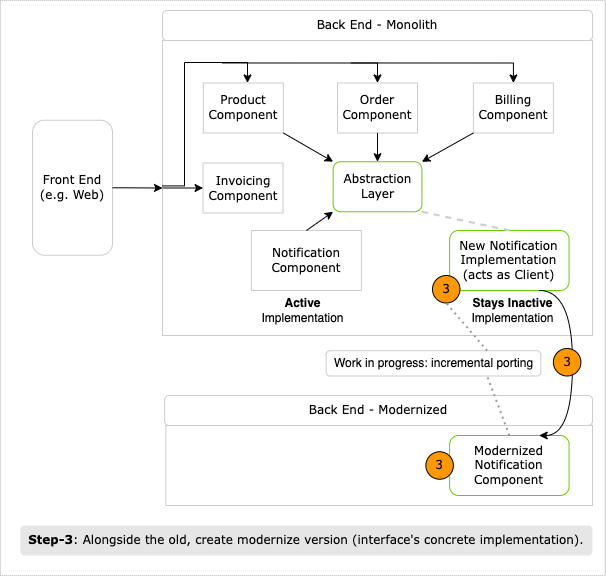 Back End - Monolith
Product
Component
Order
Component
Billing
Component
Front End
(e.g. Web)
Invoicing
Component
Abstraction
Layer
Notification
Component
New Notification
Implementation
(acts as Client)
3
Active
Implementation
Stays Inactive
Implementation
Work in progress: incremental porting
3
Back End - Modernized
3
Modernized
Notification
Component
Step-3: Alongside the old, create modernize version (interface's concrete implementation).